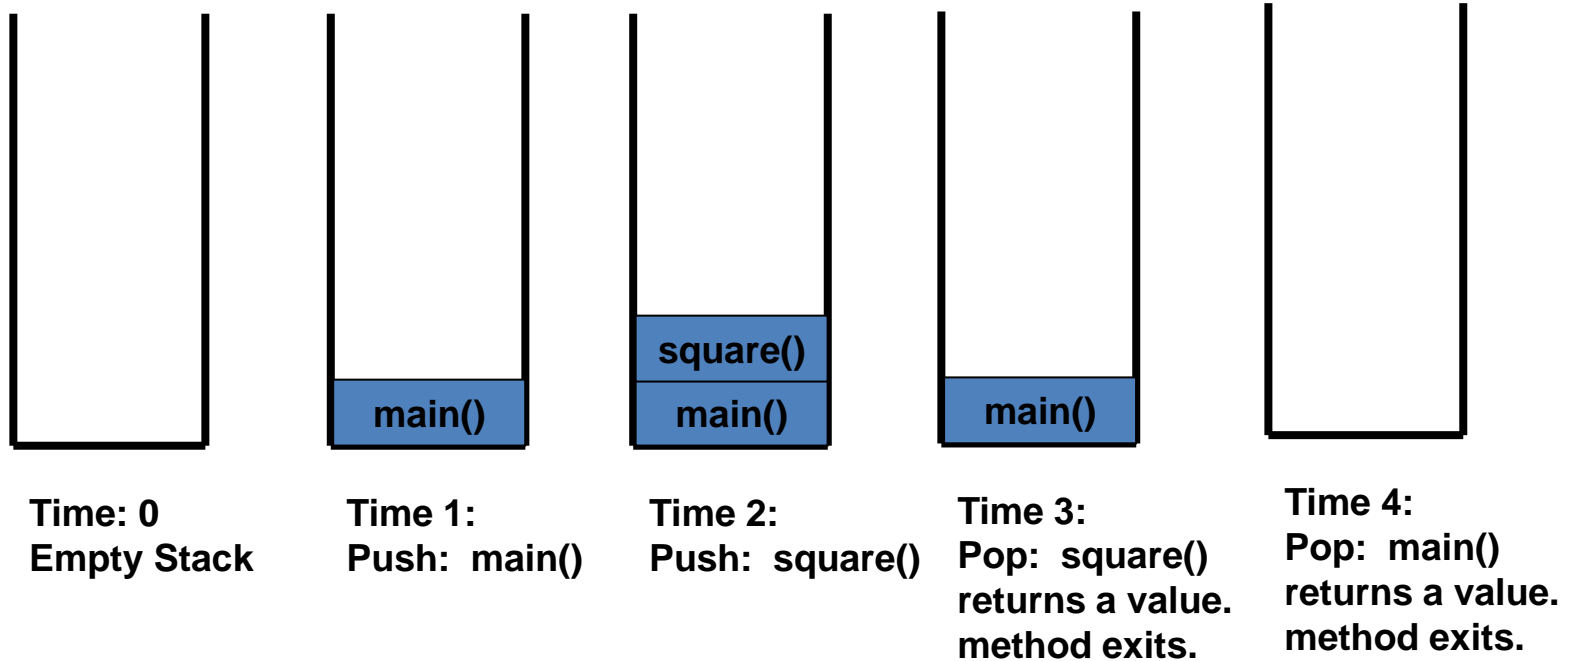 main()
square()
main()
main()
Time: 0
Empty Stack
Time 1:
Push: main()
Time 2:
Push: square()
Time 3:
Pop: square()
returns a value.
method exits.
Time 4:
Pop: main()
returns a value.
method exits.